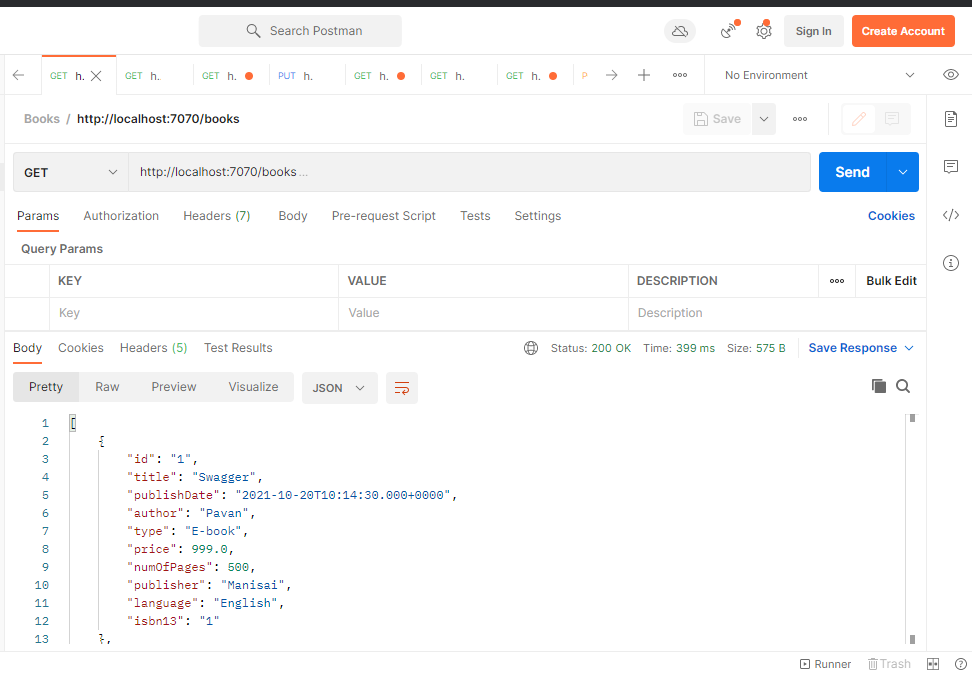 Search Postman
Sign In
Create Account
GET h.
GET h.
GET h.
PUT h.
GET h.
GET h.
GET h.
P
No Environment
Books / http://localhost:7070/books
Save
GET
http://localhost:7070/books...
Send
Params Authorization Headers (7) Body Pre-request Script Tests Settings Cookies
Query Params
KEY VALUE DESCRIPTION Bulk Edit
Key Value Description
Body Cookies Headers (5) Test Results Status: 200 OK Time: 399 ms Size: 575 B Save Response
Pretty Raw Preview Visualize JSON
1 [
2 {
3 "id": "1",
4 "title": "Swagger",
5 "publishDate": "2021-10-20T10:14:30.000+0000",
6 "author": "Pavan",
7 "type": "E-book",
8 "price": 999.0,
9 "numOfPages": 500,
10 "publisher": "Manisai",
11 "language": "English",
12 "isbn13": "1"
13 },
Runner Trash